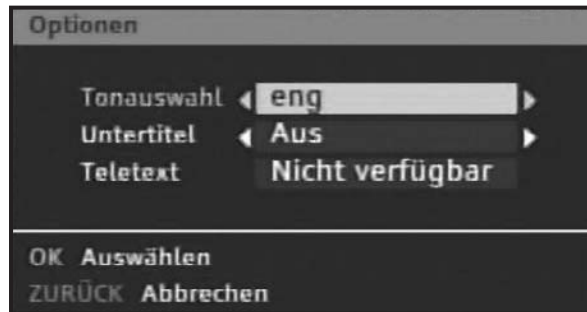 Optionen
Tonauswahl eng
Untertitel Aus
Teletext Nicht verfügbar
OK Auswählen
ZURÜCK Abbrechen